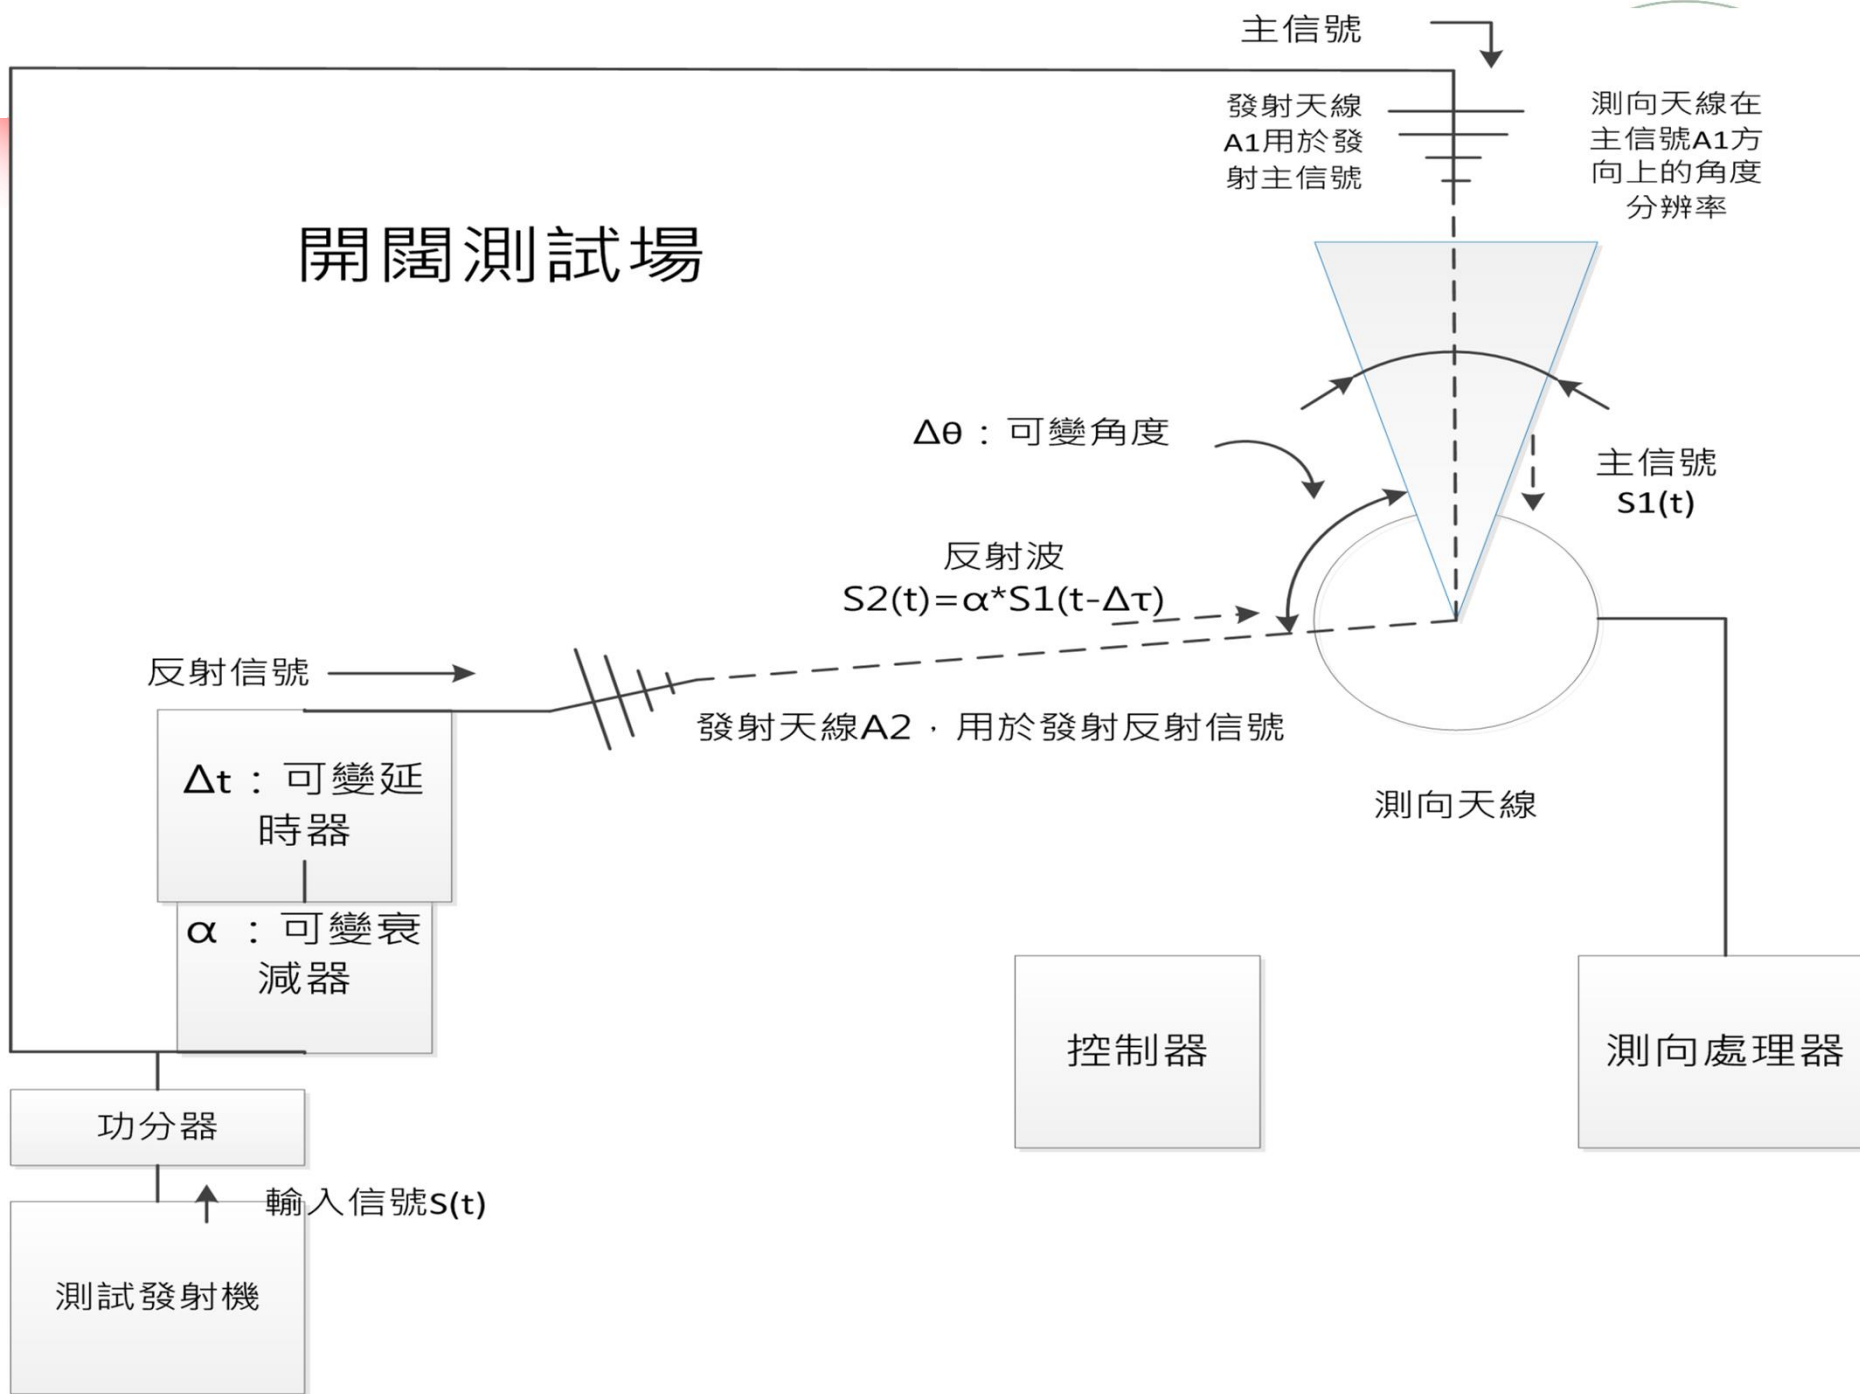 主信號
發射天線
A1用於發
射主信號
測向天線在
主信號A1方
向上的角度
分辨率
開闊測試場
Δθ：可變角度
主信號
S1(t)
反射波
S2(t)=α*S1(t-Δτ)
反射信號
發射天線A2，用於發射反射信號
Δt：可變延
時器
測向天線
α ：可變衰
減器
控制器
測向處理器
功分器
輸入信號S(t)
測試發射機